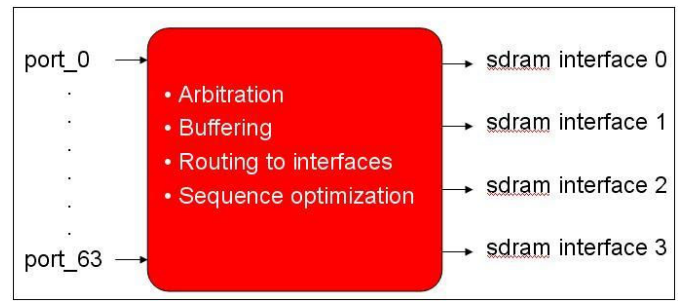 port_0
port_63
• Arbitration
• Buffering
• Routing to interfaces
• Sequence optimization
sdram interface 0
sdram interface 1
sdram interface 2
sdram interface 3